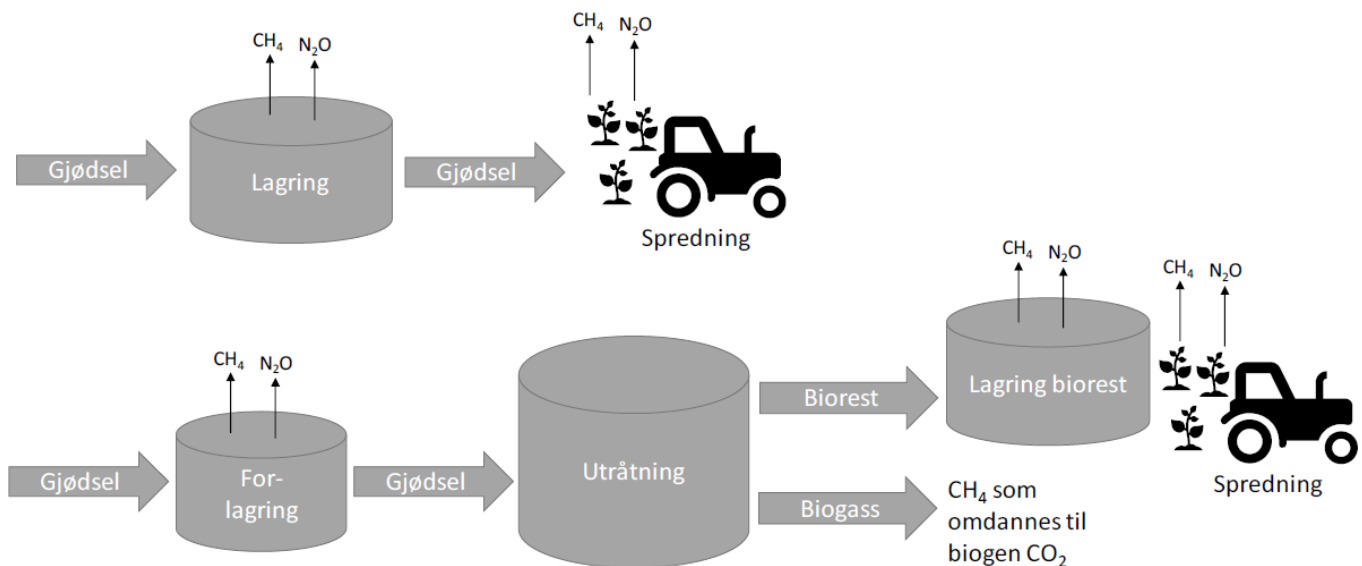 CH₄
N₂O
CH₄
N₂O
Gjødsel
Lagring
Gjødsel
Spredning
CH₄
N₂O
CH₄
N₂O
CH₄
N₂O
Gjødsel
For-
lagring
Gjødsel
Utråtning
Biorest
Lagring biorest
Spredning
Biogass
CH₄ som
omdannes til
biogen CO₂